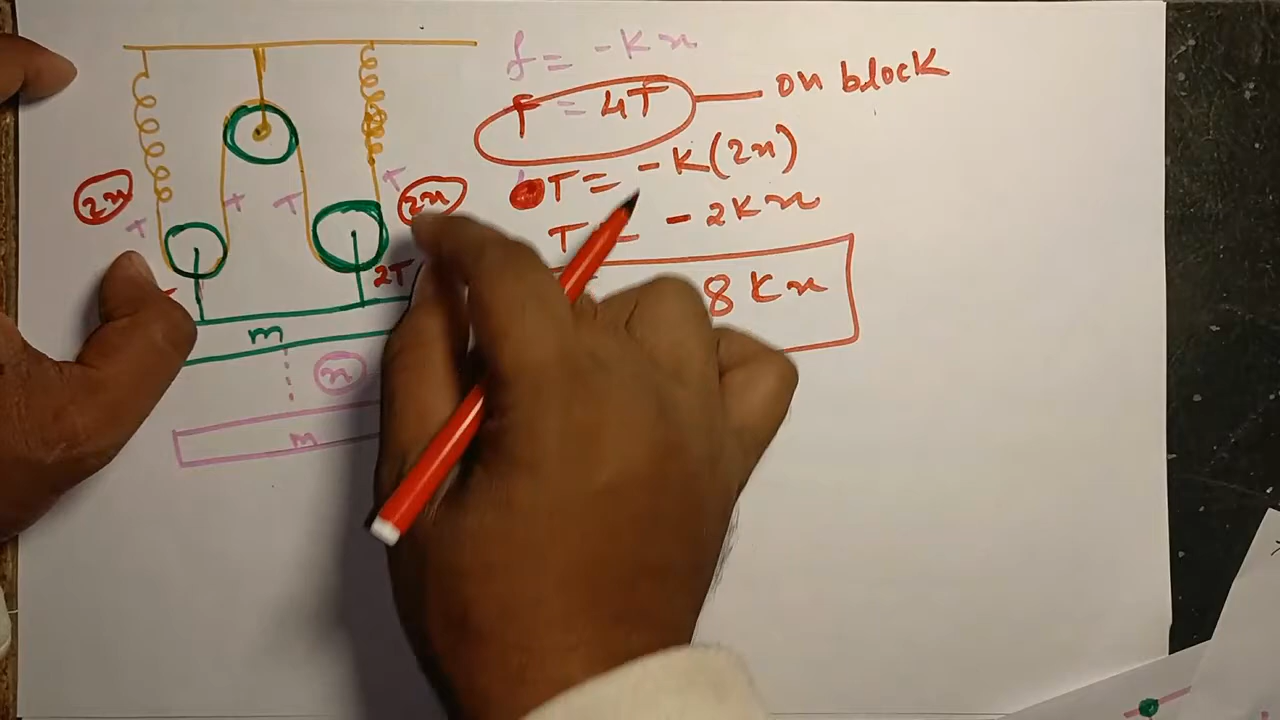 f = -Kx
F = 4T on block
T = -K(2x)
T = -2Kx
8Kx
2x
2x
T
T
T
T
2T
m
x
m